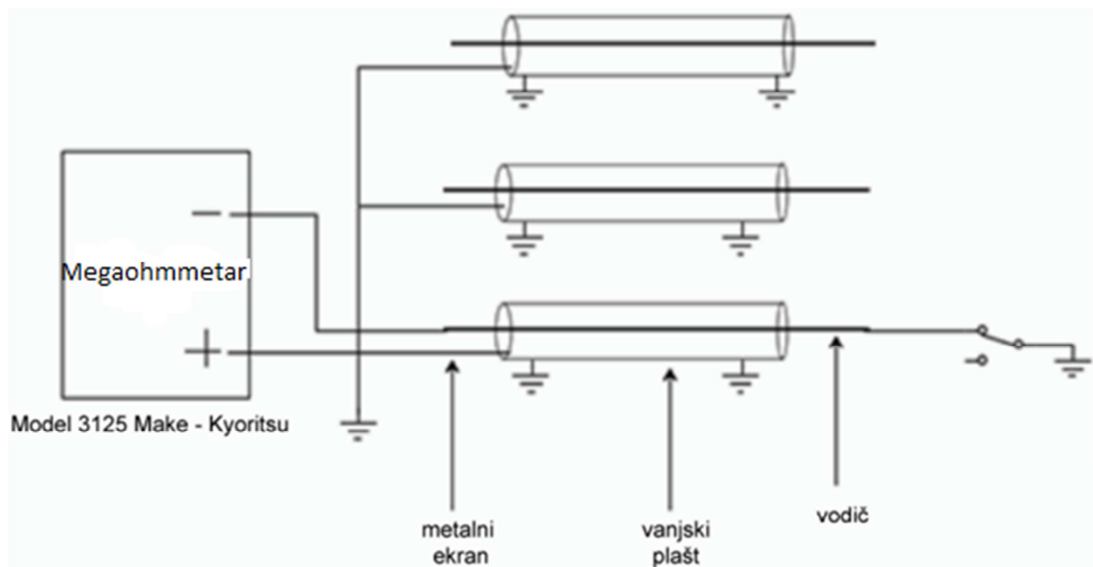 Megaohmmetar
Model 3125 Make - Kyoritsu
metalni
ekran
vanjski
plašt
vodič